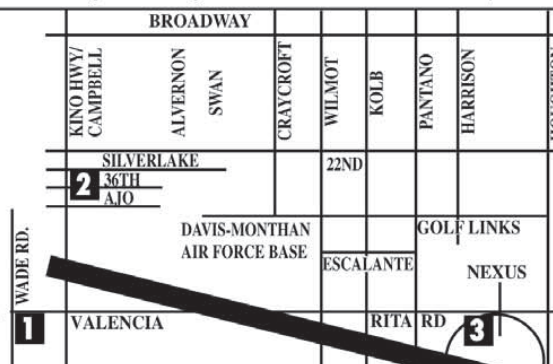 BROADWAY
KINO HWY/
CAMPBELL
ALVERNON
SWAN
CRAYCROFT
WILMOT
KOLB
PANTANO
HARRISON
SILVERLAKE
22ND
2
36TH
AJO
DAVIS-MONTHAN
AIR FORCE BASE
GOLF LINKS
ESCALANTE
NEXUS
WADE RD.
1
VALENCIA
RITA RD
3